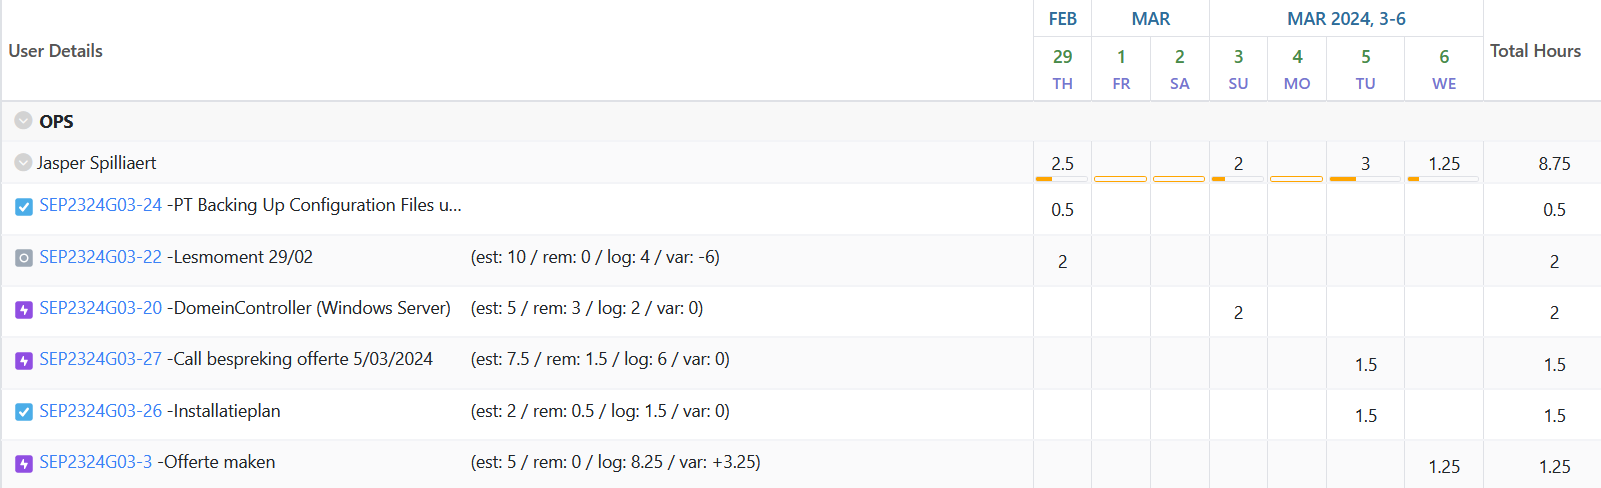 FEB MAR MAR 2024, 3-6
User Details 29 1 2 3 4 5 6 Total Hours
TH FR SA SU MO TU WE
OPS
Jasper Spilliaert 2.5 2 3 1.25 8.75
SEP2324G03-24 -PT Backing Up Configuration Files u... 0.5 0.5
SEP2324G03-22 -Lesmoment 29/02 (est: 10 / rem: 0 / log: 4 / var: -6) 2 2
SEP2324G03-20 -DomeinController (Windows Server) (est: 5 / rem: 3 / log: 2 / var: 0) 2 2
SEP2324G03-27 -Call bespreking offerte 5/03/2024 (est: 7.5 / rem: 1.5 / log: 6 / var: 0) 1.5 1.5
SEP2324G03-26 -Installatieplan (est: 2 / rem: 0.5 / log: 1.5 / var: 0) 1.5 1.5
SEP2324G03-3 -Offerte maken (est: 5 / rem: 0 / log: 8.25 / var: +3.25) 1.25 1.25